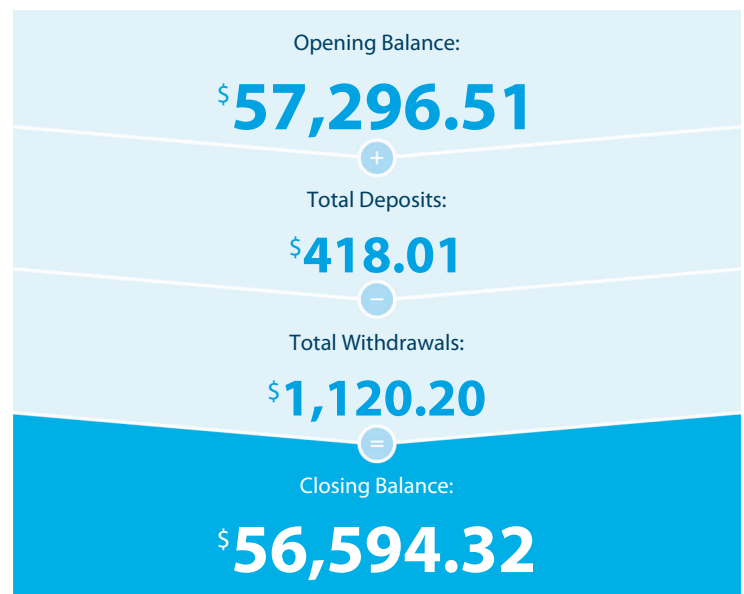 Opening Balance:
$57,296.51
+
Total Deposits:
$418.01
−
Total Withdrawals:
$1,120.20
=
Closing Balance:
$56,594.32